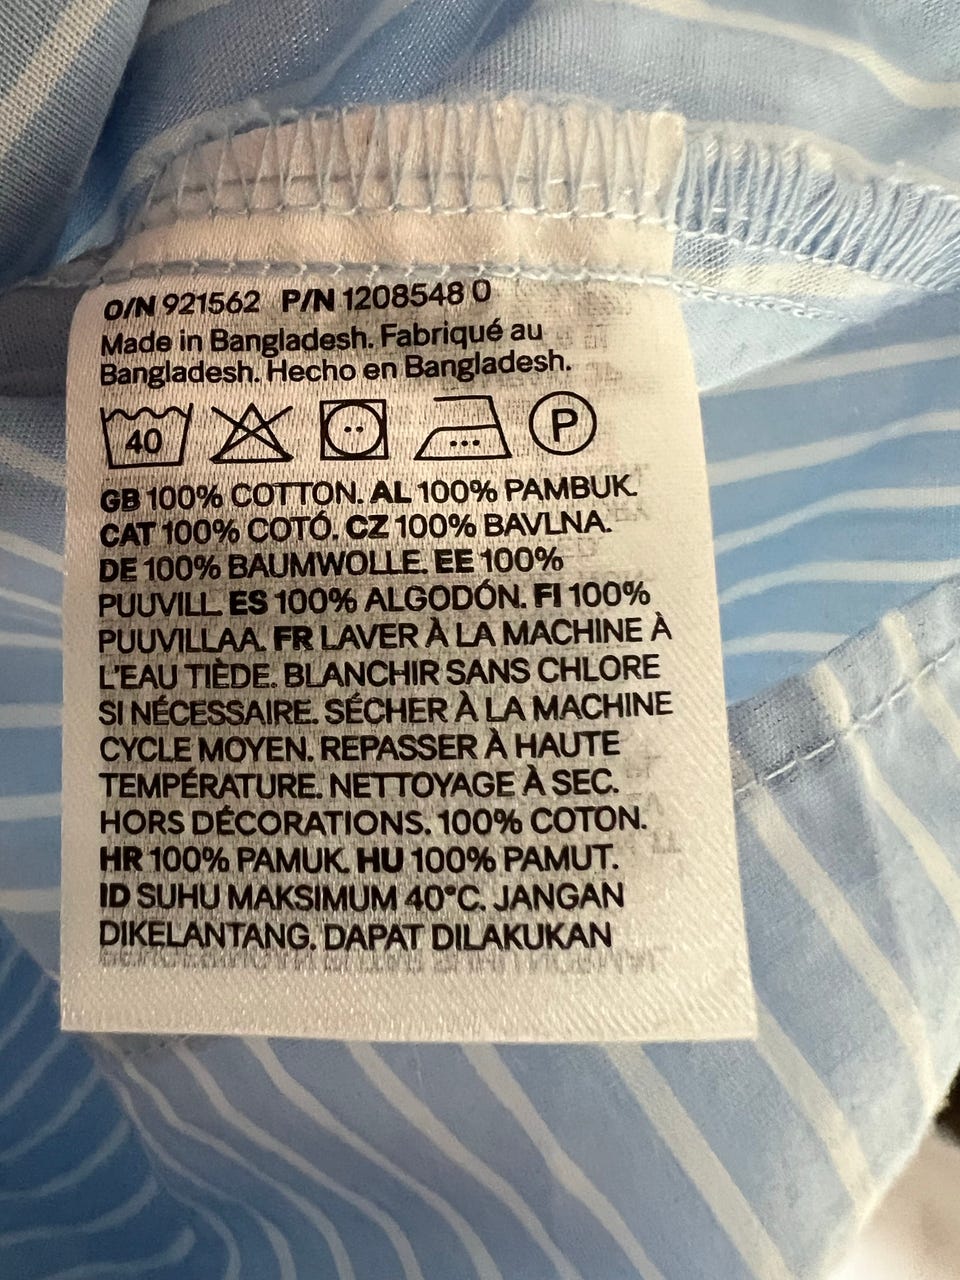 O/N 921562 P/N 1208548 0
Made in Bangladesh. Fabriqué au
Bangladesh. Hecho en Bangladesh.
40 P
GB 100% COTTON. AL 100% PAMBUK.
CAT 100% COTÓ. CZ 100% BAVLNA.
DE 100% BAUMWOLLE. EE 100%
PUUVILL. ES 100% ALGODÓN. FI 100%
PUUVILLAA. FR LAVER À LA MACHINE À
L'EAU TIÈDE. BLANCHIR SANS CHLORE
SI NÉCESSAIRE. SÉCHER À LA MACHINE
CYCLE MOYEN. REPASSER À HAUTE
TEMPÉRATURE. NETTOYAGE À SEC.
HORS DÉCORATIONS. 100% COTON.
HR 100% PAMUK. HU 100% PAMUT.
ID SUHU MAKSIMUM 40°C. JANGAN
DIKELANTANG. DAPAT DILAKUKAN